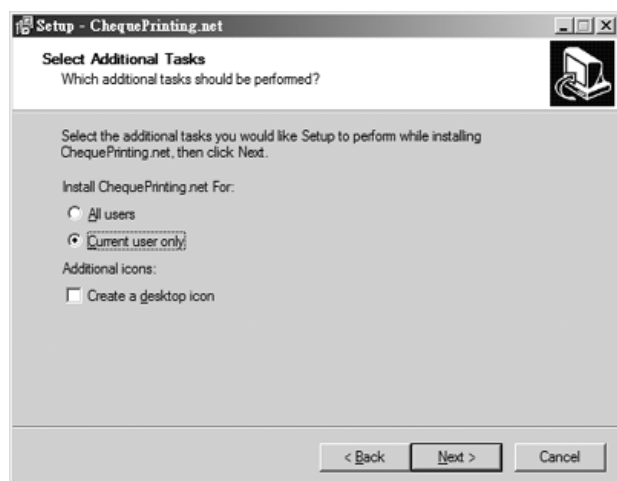 Setup - ChequePrinting.net
Select Additional Tasks
Which additional tasks should be performed?
Select the additional tasks you would like Setup to perform while installing
ChequePrinting.net, then click Next.
Install ChequePrinting.net For:
All users
Current user only
Additional icons:
Create a desktop icon
< Back Next > Cancel